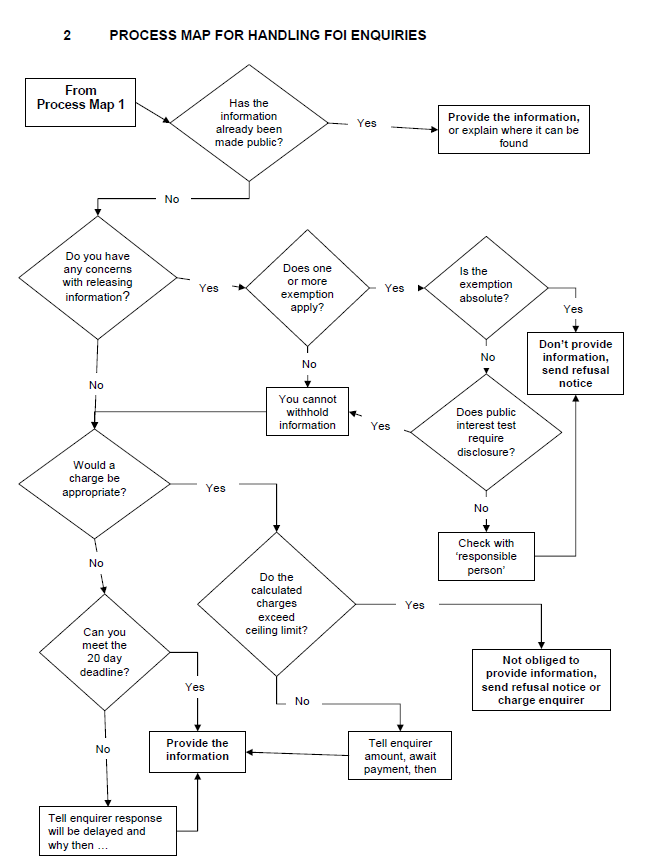 2 PROCESS MAP FOR HANDLING FOI ENQUIRIES
From
Process Map 1
Has the
information
already been
made public?
Yes
Provide the information,
or explain where it can be
found
No
Do you have
any concerns
with releasing
information?
Yes
Does one
or more
exemption
apply?
Yes
Is the
exemption
absolute?
Yes
Don't provide
information,
send refusal
notice
No
No
No
You cannot
withhold
information
Yes
Does public
interest test
require
disclosure?
Would a
charge be
appropriate?
Yes
No
Check with
'responsible
person'
No
Do the
calculated
charges
exceed
ceiling limit?
Yes
Can you
meet the
20 day
deadline?
Not obliged to
provide information,
send refusal notice or
charge enquirer
Yes
No
No
Provide the
information
Tell enquirer
amount, await
payment, then
Tell enquirer response
will be delayed and
why then …